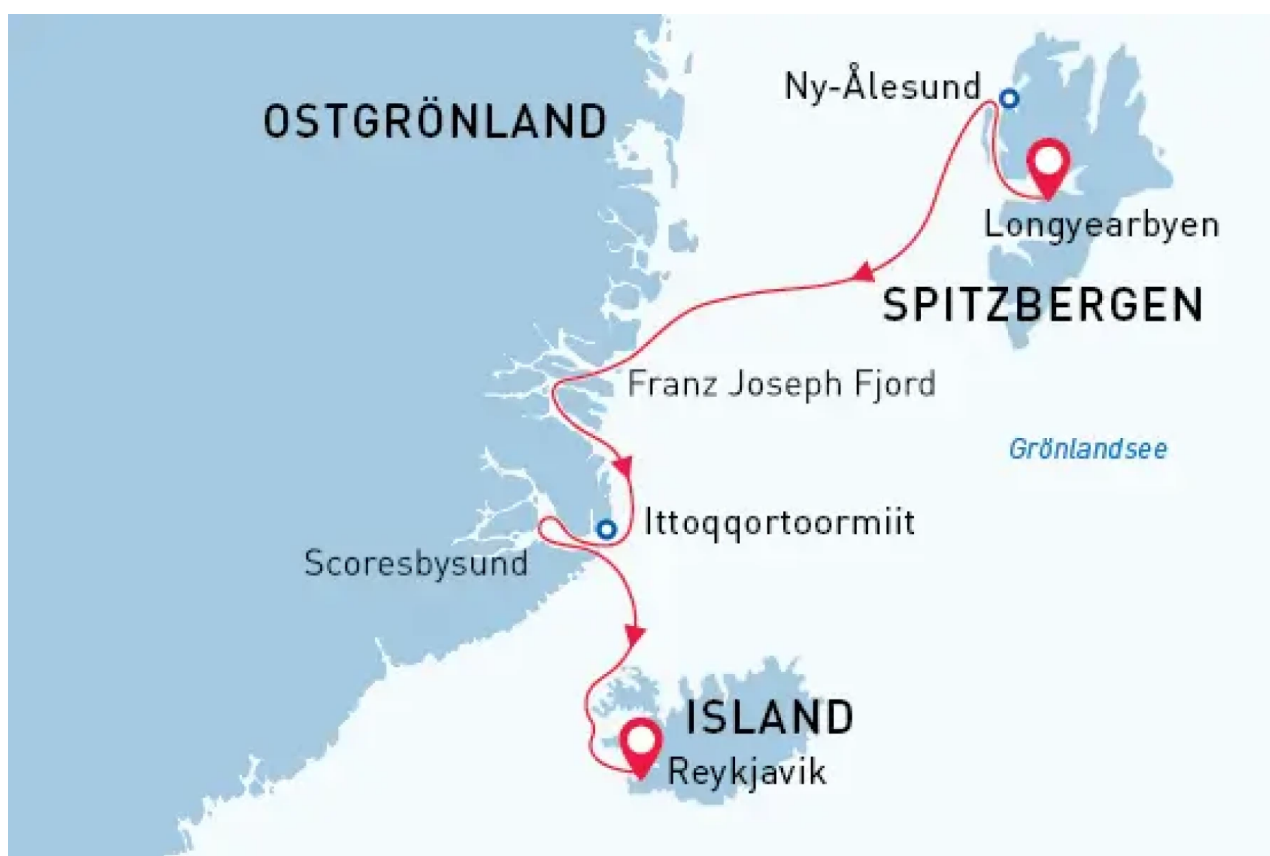 Ny-Ålesund
OSTGRÖNLAND
Longyearbyen
SPITZBERGEN
Franz Joseph Fjord
Grönlandsee
Ittoqqortoormiit
Scoresbysund
ISLAND
Reykjavik